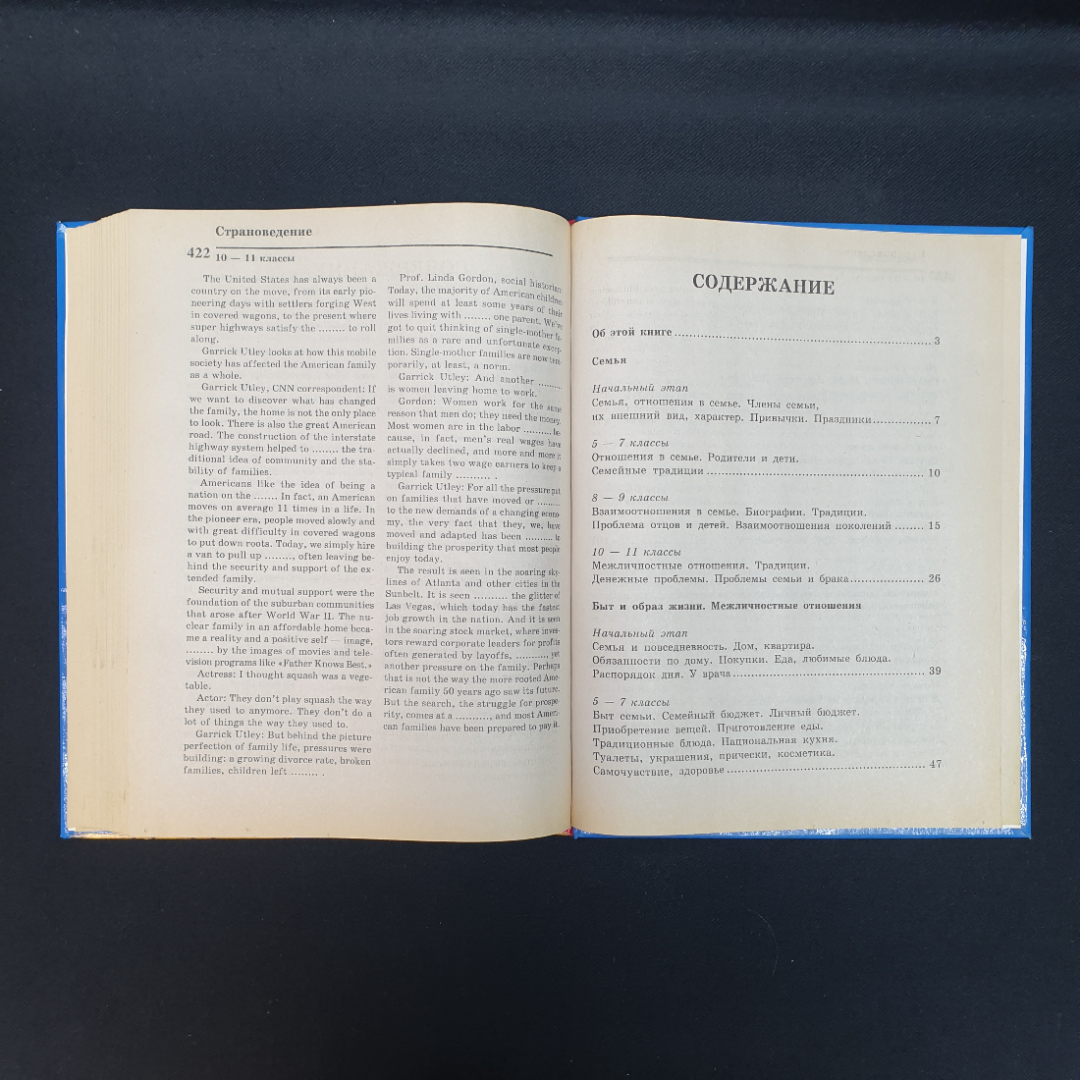 Страноведение
422 10 — 11 классы
The United States has always been a
country on the move, from its early pio-
neering days with settlers forging West
in covered wagons, to the present where
super highways satisfy the ........ to roll
along.
Garrick Utley looks at how this mobile
society has affected the American family
as a whole.
Garrick Utley, CNN correspondent: If
we want to discover what has changed
the family, the home is not the only place
to look. There is also the great American
road. The construction of the interstate
highway system helped to ........ the tra-
ditional idea of community and the sta-
bility of families.
Americans like the idea of being a
nation on the ....... In fact, an American
moves on average 11 times in a life. In
the pioneer era, people moved slowly and
with great difficulty in covered wagons
to put down roots. Today, we simply hire
a van to pull up ........, often leaving be-
hind the security and support of the ex-
tended family.
Security and mutual support were the
foundation of the suburban communities
that arose after World War II. The nu-
clear family in an affordable home beca-
me a reality and a positive self — image,
........ by the images of movies and tele-
vision programs like «Father Knows Best.»
Actress: I thought squash was a vege-
table.
Actor: They don't play squash the way
they used to anymore. They don't do a
lot of things the way they used to.
Garrick Utley: But behind the picture
perfection of family life, pressures were
building: a growing divorce rate, broken
families, children left ........ .
Prof. Linda Gordon, social historian:
Today, the majority of American children
will spend at least some years of their
lives living with ........ one parent. We've
got to quit thinking of single-mother fa-
milies as a rare and unfortunate excep-
tion. Single-mother families are now tem-
porarily, at least, a norm.
Garrick Utley: And another ........
is women leaving home to work.
Gordon: Women work for the same
reason that men do; they need the money.
Most women are in the labor ........., be-
cause, in fact, men's real wages have
actually declined, and more and more it
simply takes two wage earners to keep a
typical family .......... .
Garrick Utley: For all the pressure put
on families that have moved or .......
to the new demands of a changing econo-
my, the very fact that they, we, have
moved and adapted has been ......... in
building the prosperity that most people
enjoy today.
The result is seen in the soaring sky-
lines of Atlanta and other cities in the
Sunbelt. It is seen .......... the glitter of
Las Vegas, which today has the fastest
job growth in the nation. And it is seen
in the soaring stock market, where inves-
tors reward corporate leaders for profits
often generated by layoffs, .........., yet
another pressure on the family. Perhaps
that is not the way the more rooted Ame-
rican family 50 years ago saw its future.
But the search, the struggle for prospe-
rity, comes at a .........., and most Ameri-
can families have been prepared to pay it.
СОДЕРЖАНИЕ
Об этой книге ........ 3
Семья
Начальный этап
Семья, отношения в семье. Члены семьи,
их внешний вид, характер. Привычки. Праздники ........ 7
5 — 7 классы
Отношения в семье. Родители и дети.
Семейные традиции ........ 10
8 — 9 классы
Взаимоотношения в семье. Биографии. Традиции.
Проблема отцов и детей. Взаимоотношения поколений ........ 15
10 — 11 классы
Межличностные отношения. Традиции.
Денежные проблемы. Проблемы семьи и брака ........ 26
Быт и образ жизни. Межличностные отношения
Начальный этап
Семья и повседневность. Дом, квартира.
Обязанности по дому. Покупки. Еда, любимые блюда.
Распорядок дня. У врача ........ 39
5 — 7 классы
Быт семьи. Семейный бюджет. Личный бюджет.
Приобретение вещей. Приготовление еды.
Традиционные блюда. Национальная кухня.
Туалеты, украшения, прически, косметика.
Самочувствие, здоровье ........ 47